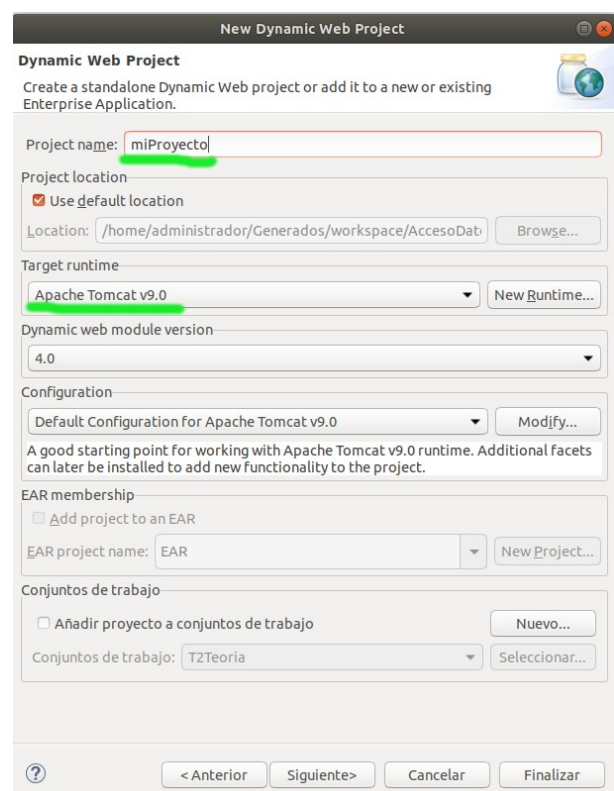 New Dynamic Web Project
Dynamic Web Project
Create a standalone Dynamic Web project or add it to a new or existing
Enterprise Application.
Project name: miProyecto
Project location
Use default location
Location: /home/administrador/Generados/workspace/AccesoDato Browse...
Target runtime
Apache Tomcat v9.0 New Runtime...
Dynamic web module version
4.0
Configuration
Default Configuration for Apache Tomcat v9.0 Modify...
A good starting point for working with Apache Tomcat v9.0 runtime. Additional facets
can later be installed to add new functionality to the project.
EAR membership
Add project to an EAR
EAR project name: EAR New Project...
Conjuntos de trabajo
Añadir proyecto a conjuntos de trabajo Nuevo...
Conjuntos de trabajo: T2Teoria Seleccionar...
? < Anterior Siguiente> Cancelar Finalizar